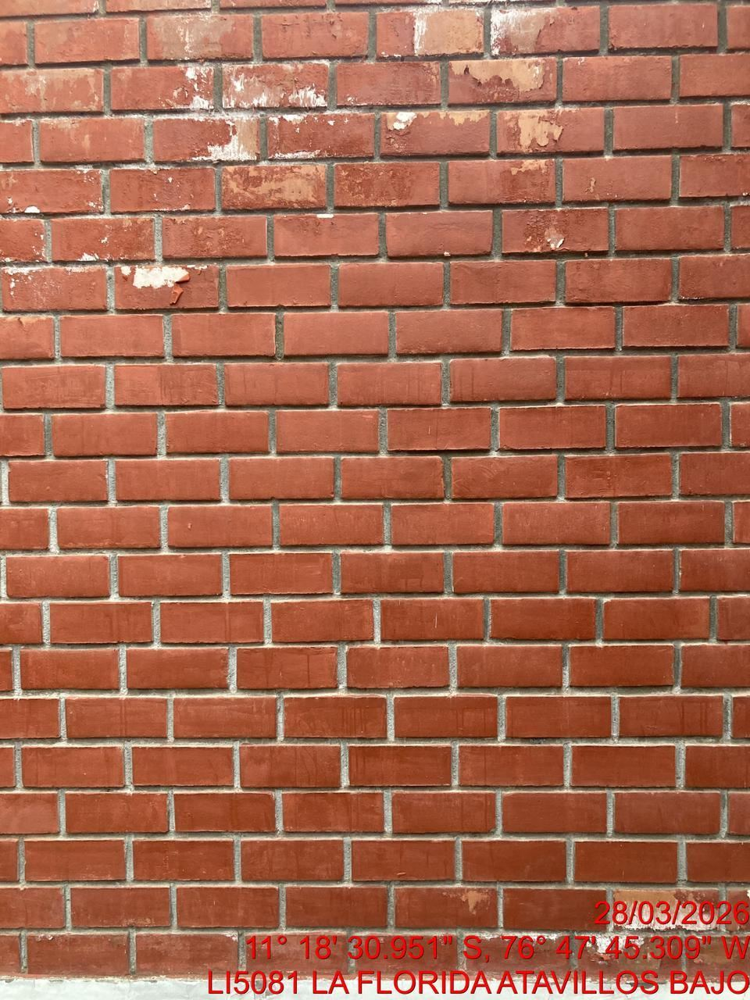 28/03/2026
11° 18' 30.951" S, 76° 47' 45.309" W
LI5081 LA FLORIDA ATAVILLOS BAJO